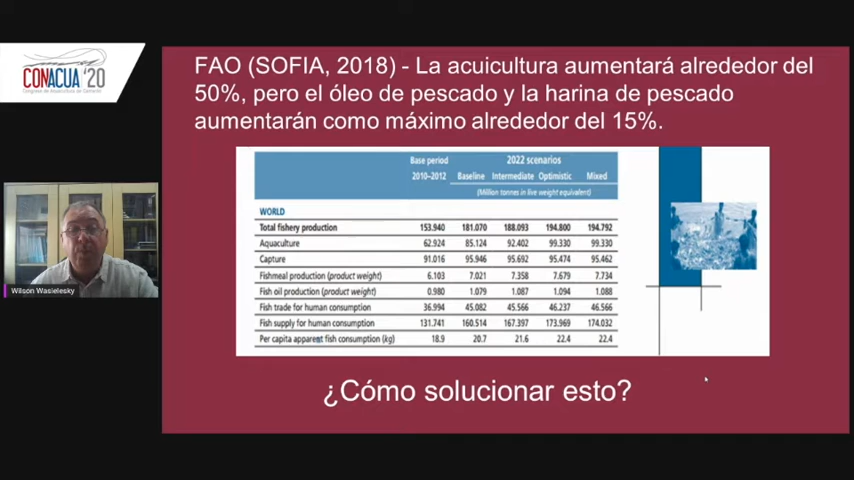 FAO (SOFIA, 2018) - La acuicultura aumentará alrededor del
50%, pero el óleo de pescado y la harina de pescado
aumentarán como máximo alrededor del 15%.
CONACUA '20
Congreso de Acuicultura de Camarón
Base period 2022 scenarios
2010–2012 Baseline Intermediate Optimistic Mixed
(Million tonnes in live weight equivalent)
WORLD
Total fishery production 153.940 181.070 188.093 194.800 194.792
Aquaculture 62.924 85.124 92.402 99.330 99.330
Capture 91.016 95.946 95.692 95.474 95.462
Fishmeal production (product weight) 6.103 7.021 7.358 7.679 7.734
Fish oil production (product weight) 0.980 1.079 1.087 1.094 1.088
Fish trade for human consumption 36.994 45.082 45.566 46.237 46.566
Fish supply for human consumption 131.741 160.514 167.397 173.969 174.032
Per capita apparent fish consumption (kg) 18.9 20.7 21.6 22.4 22.4
Wilson Wasielesky
¿Cómo solucionar esto?